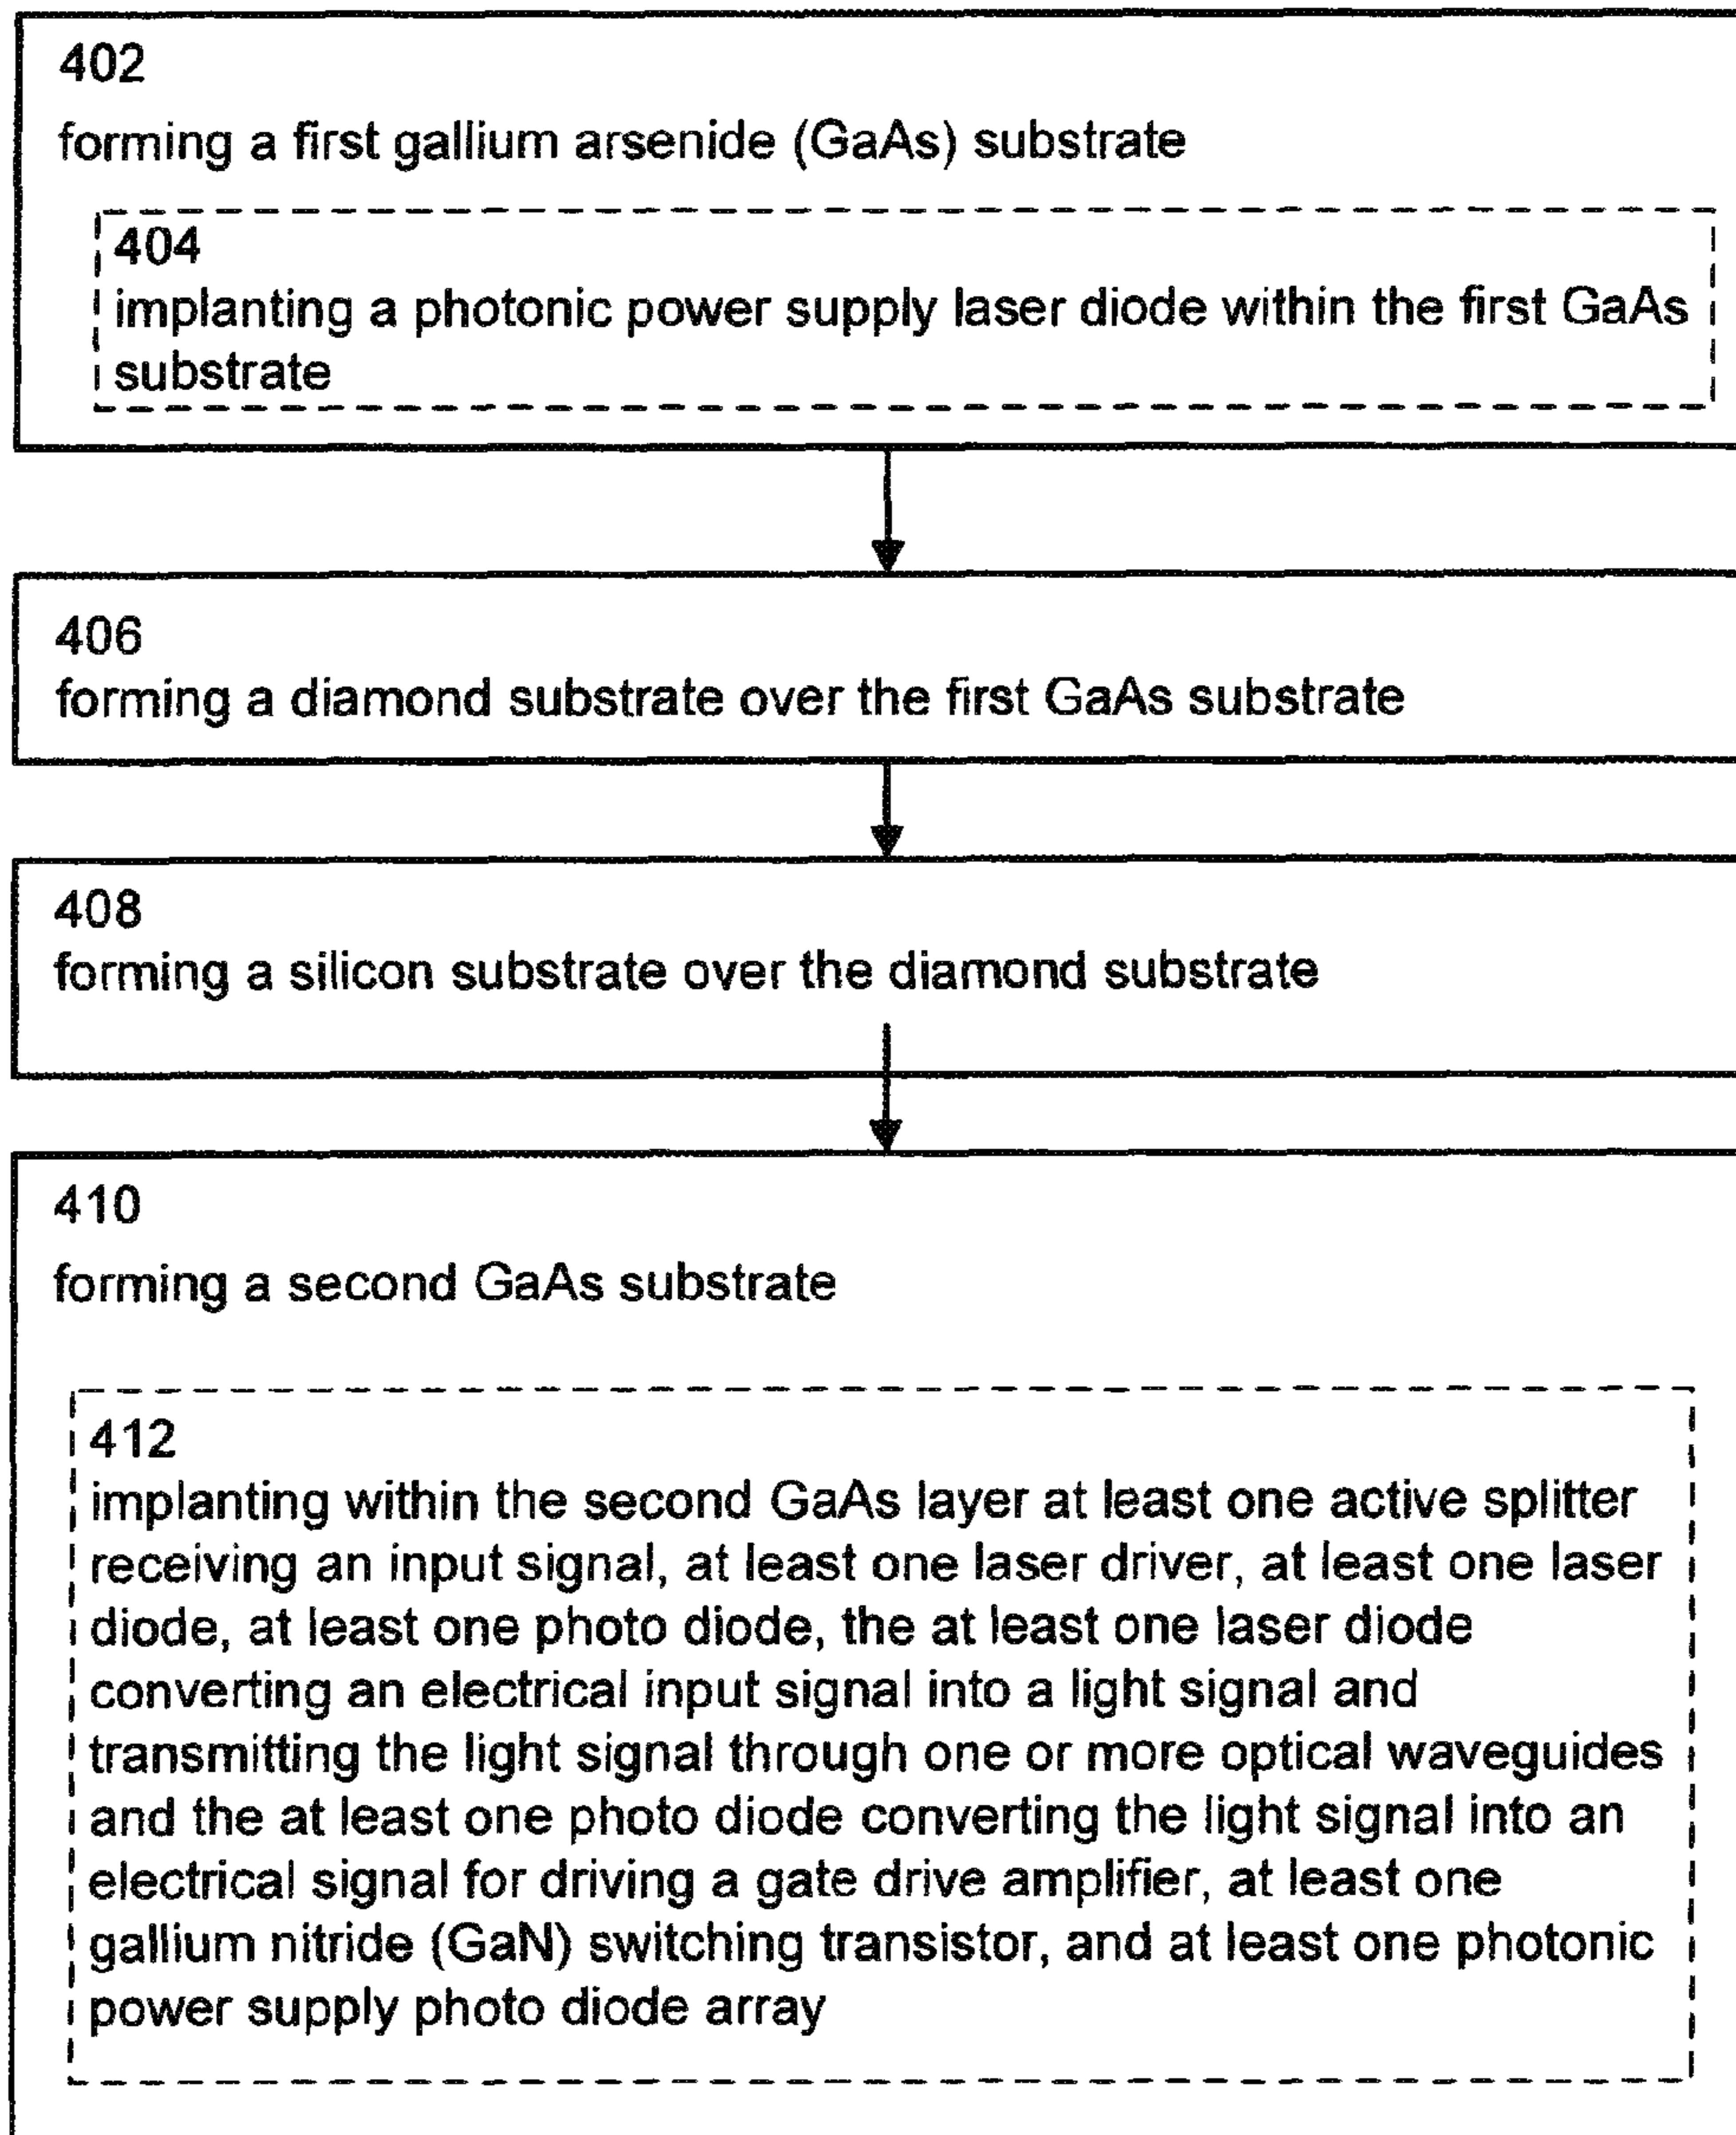 402
forming a first gallium arsenide (GaAs) substrate
404
implanting a photonic power supply laser diode within the first GaAs
substrate
406
forming a diamond substrate over the first GaAs substrate
408
forming a silicon substrate over the diamond substrate
410
forming a second GaAs substrate
412
implanting within the second GaAs layer at least one active splitter
receiving an input signal, at least one laser driver, at least one laser
diode, at least one photo diode, the at least one laser diode
converting an electrical input signal into a light signal and
transmitting the light signal through one or more optical waveguides
and the at least one photo diode converting the light signal into an
electrical signal for driving a gate drive amplifier, at least one
gallium nitride (GaN) switching transistor, and at least one photonic
power supply photo diode array